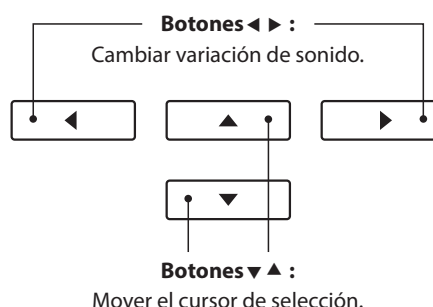 Botones ◀ ▶ :
Cambiar variación de sonido.
Botones ▼ ▲ :
Mover el cursor de selección.